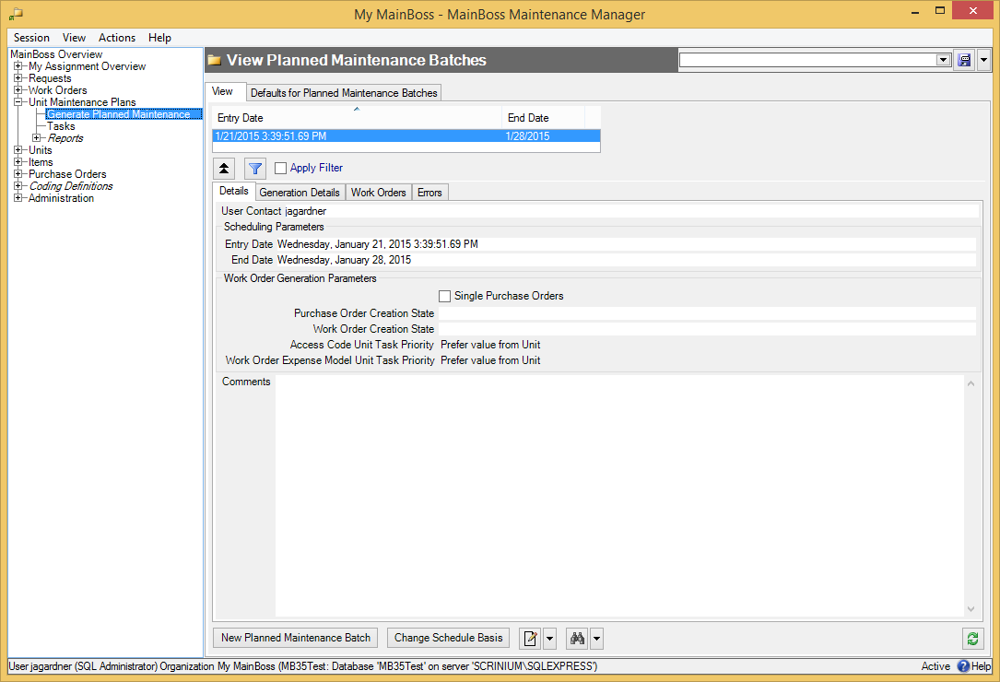 My MainBoss - MainBoss Maintenance Manager
Session View Actions Help
MainBoss Overview
My Assignment Overview
Requests
Work Orders
Unit Maintenance Plans
Generate Planned Maintenance
Tasks
Reports
Units
Items
Purchase Orders
Coding Definitions
Administration
View Planned Maintenance Batches
View Defaults for Planned Maintenance Batches
Entry Date End Date
1/21/2015 3:39:51.69 PM 1/28/2015
Apply Filter
Details Generation Details Work Orders Errors
User Contact jagardner
Scheduling Parameters
Entry Date Wednesday, January 21, 2015 3:39:51.69 PM
End Date Wednesday, January 28, 2015
Work Order Generation Parameters
Single Purchase Orders
Purchase Order Creation State
Work Order Creation State
Access Code Unit Task Priority Prefer value from Unit
Work Order Expense Model Unit Task Priority Prefer value from Unit
Comments
New Planned Maintenance Batch Change Schedule Basis
User jagardner (SQL Administrator) Organization My MainBoss (MB35Test: Database 'MB35Test' on server 'SCRINIUM\SQLEXPRESS') Active ? Help